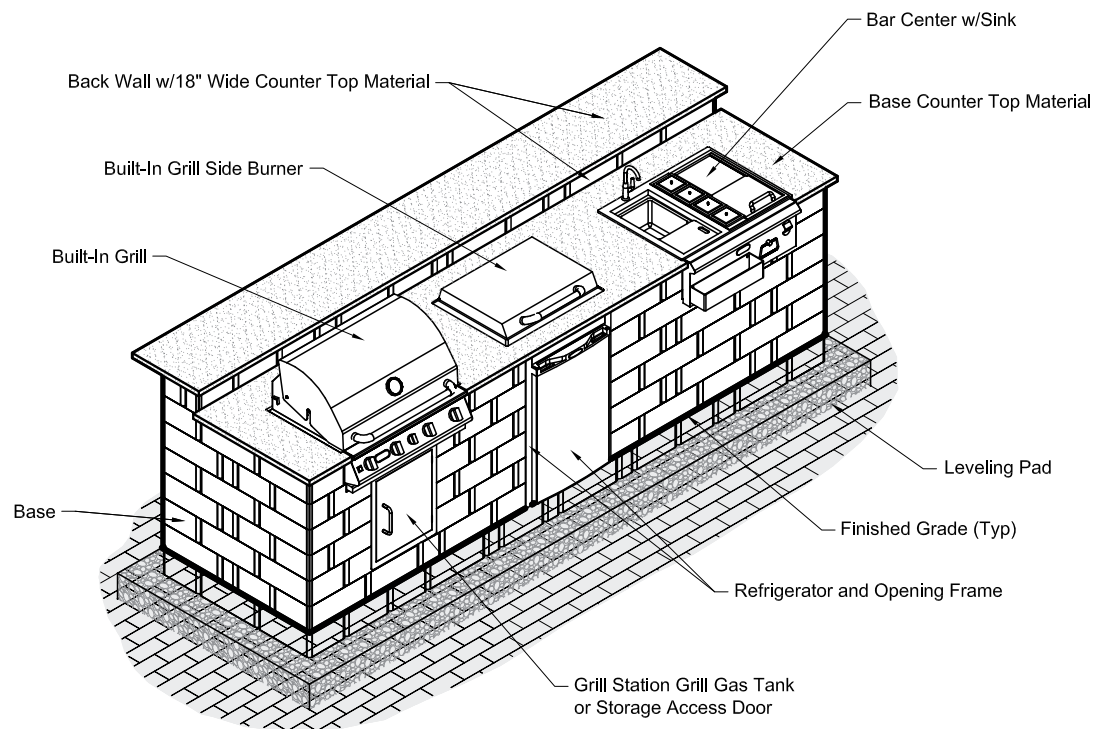 Bar Center w/Sink
Back Wall w/18" Wide Counter Top Material
Base Counter Top Material
Built-In Grill Side Burner
Built-In Grill
Leveling Pad
Base
Finished Grade (Typ)
Refrigerator and Opening Frame
Grill Station Grill Gas Tank
or Storage Access Door